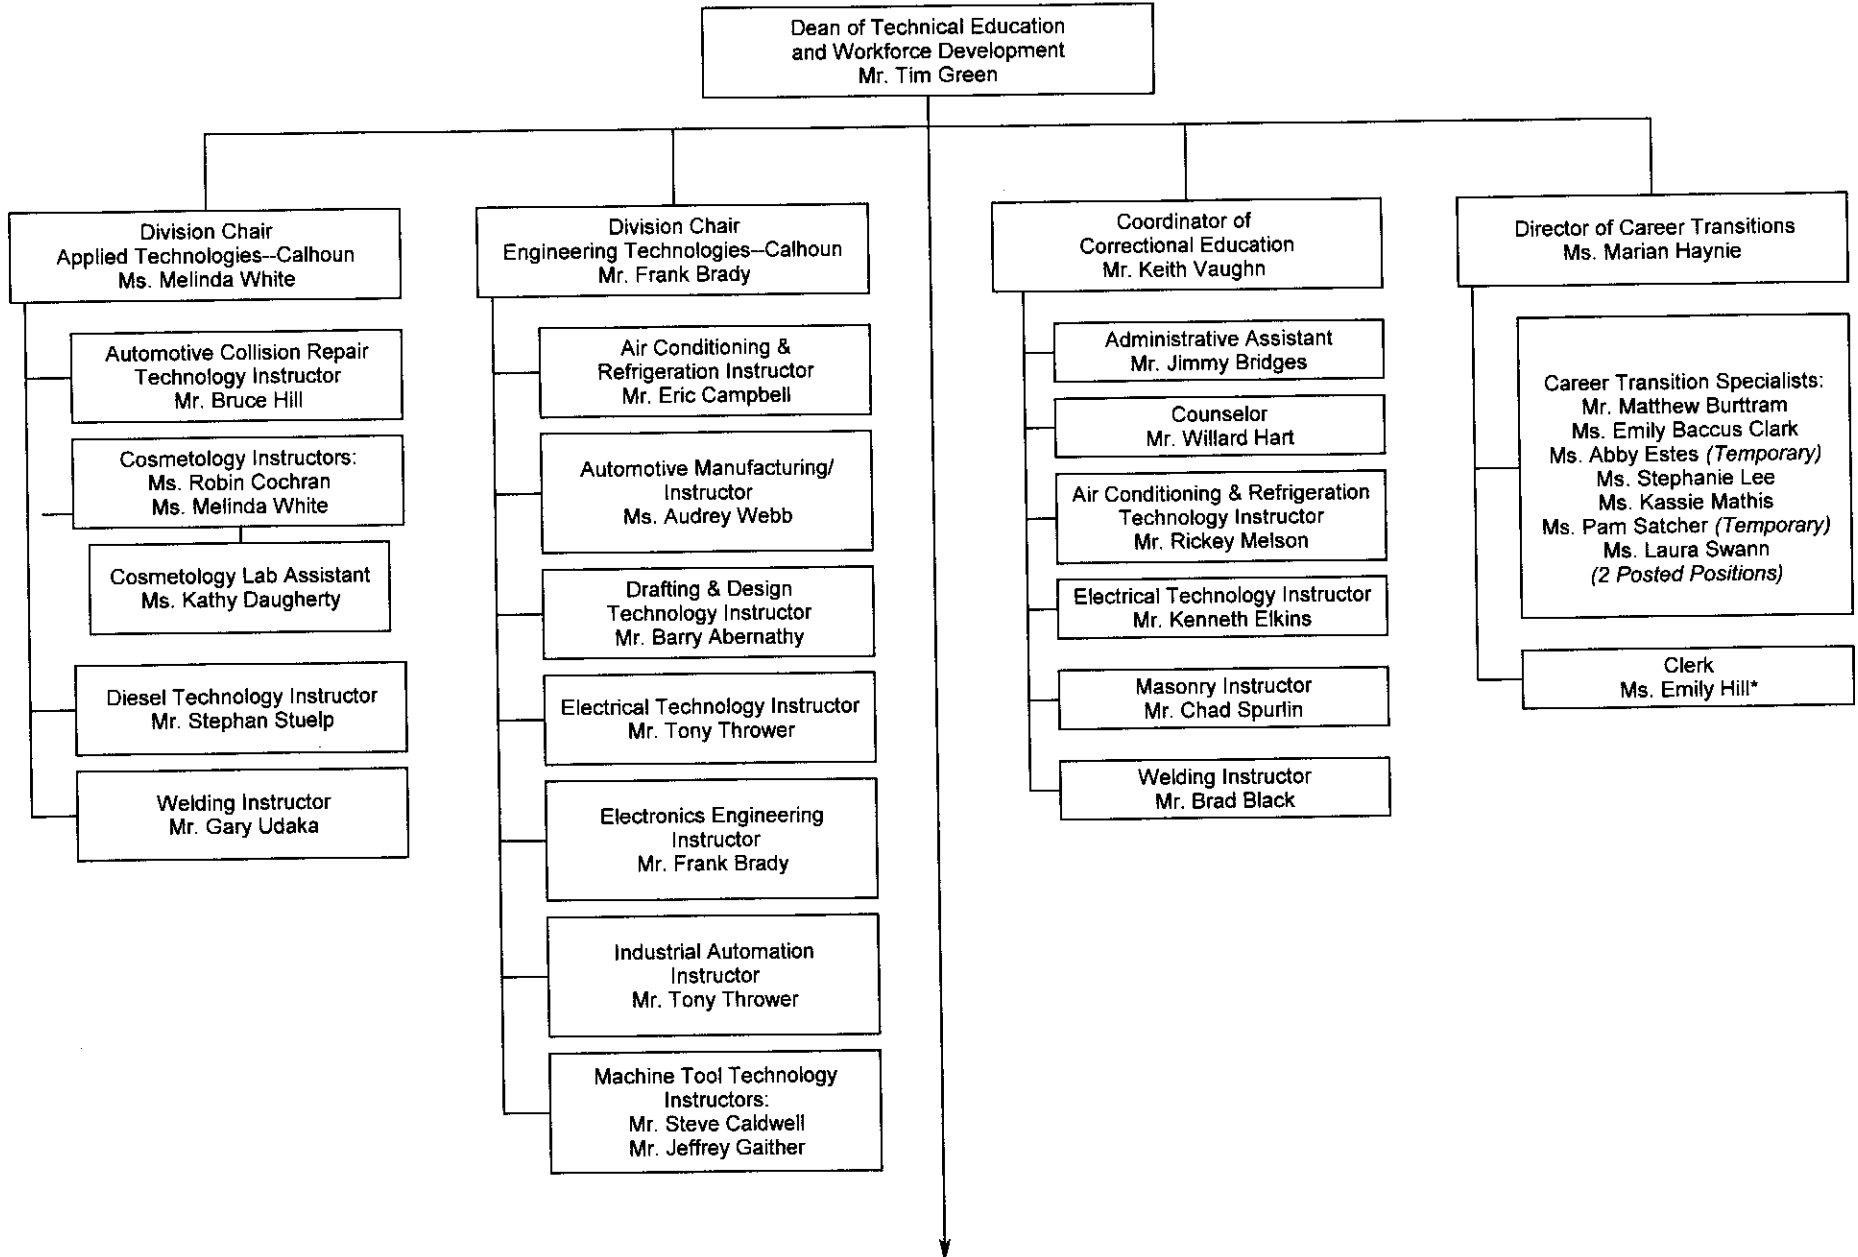 Dean of Technical Education
and Workforce Development
Mr. Tim Green
Division Chair
Applied Technologies--Calhoun
Ms. Melinda White
Automotive Collision Repair
Technology Instructor
Mr. Bruce Hill
Cosmetology Instructors:
Ms. Robin Cochran
Ms. Melinda White
Cosmetology Lab Assistant
Ms. Kathy Daugherty
Diesel Technology Instructor
Mr. Stephan Stuelp
Welding Instructor
Mr. Gary Udaka
Division Chair
Engineering Technologies--Calhoun
Mr. Frank Brady
Air Conditioning &
Refrigeration Instructor
Mr. Eric Campbell
Automotive Manufacturing/
Instructor
Ms. Audrey Webb
Drafting & Design
Technology Instructor
Mr. Barry Abernathy
Electrical Technology Instructor
Mr. Tony Thrower
Electronics Engineering
Instructor
Mr. Frank Brady
Industrial Automation
Instructor
Mr. Tony Thrower
Machine Tool Technology
Instructors:
Mr. Steve Caldwell
Mr. Jeffrey Gaither
Coordinator of
Correctional Education
Mr. Keith Vaughn
Administrative Assistant
Mr. Jimmy Bridges
Counselor
Mr. Willard Hart
Air Conditioning & Refrigeration
Technology Instructor
Mr. Rickey Melson
Electrical Technology Instructor
Mr. Kenneth Elkins
Masonry Instructor
Mr. Chad Spurlin
Welding Instructor
Mr. Brad Black
Director of Career Transitions
Ms. Marian Haynie
Career Transition Specialists:
Mr. Matthew Burttram
Ms. Emily Baccus Clark
Ms. Abby Estes (Temporary)
Ms. Stephanie Lee
Ms. Kassie Mathis
Ms. Pam Satcher (Temporary)
Ms. Laura Swann
(2 Posted Positions)
Clerk
Ms. Emily Hill*